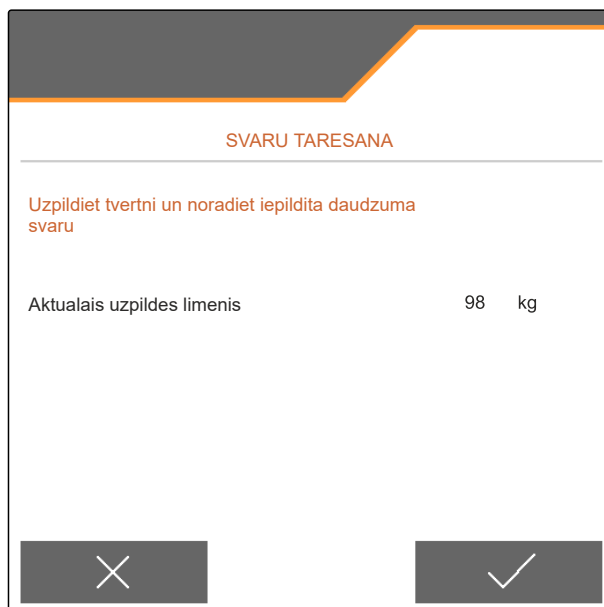 SVARU TARESANA
Uzpildiet tvertni un noradiet iepildita daudzuma
svaru
Aktualais uzpildes limenis 98 kg